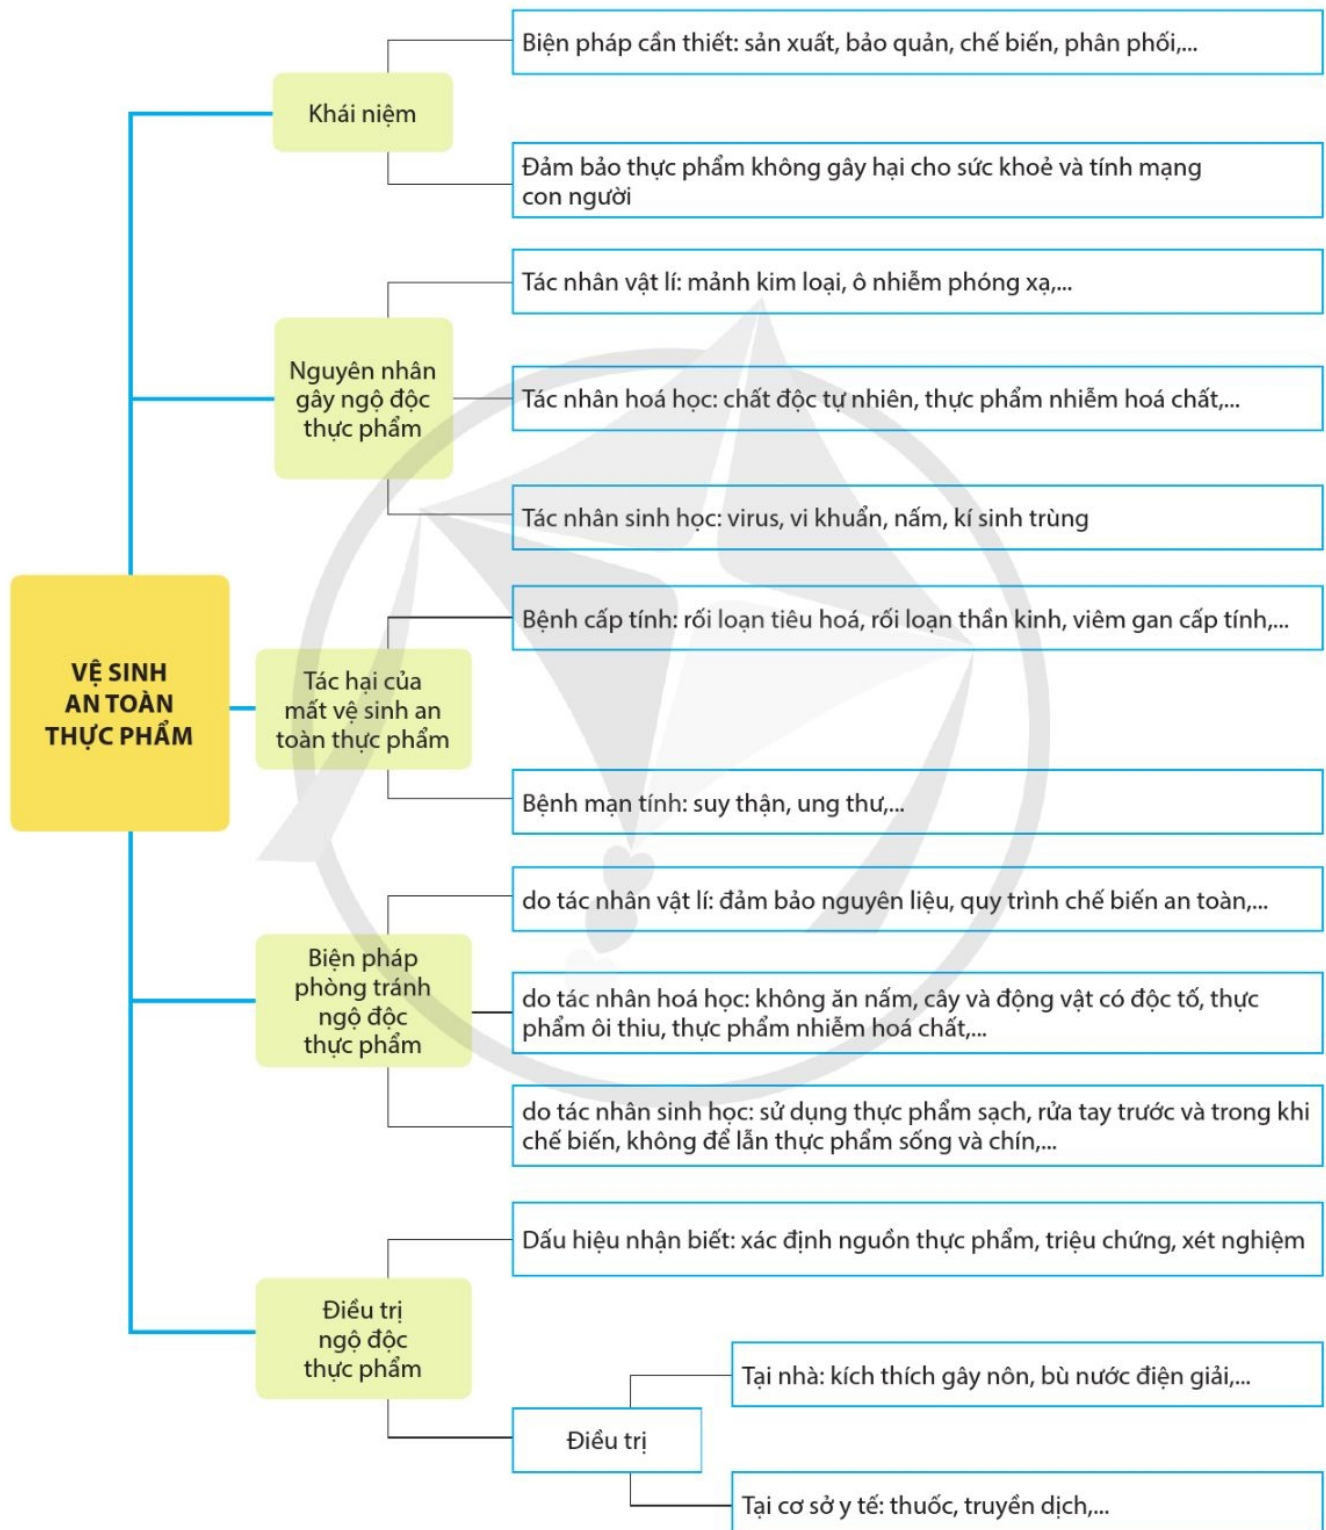 Biện pháp cần thiết: sản xuất, bảo quản, chế biến, phân phối,...
Khái niệm
Đảm bảo thực phẩm không gây hại cho sức khoẻ và tính mạng
con người
Tác nhân vật lí: mảnh kim loại, ô nhiễm phóng xạ,...
Nguyên nhân
gây ngộ độc
thực phẩm
Tác nhân hoá học: chất độc tự nhiên, thực phẩm nhiễm hoá chất,...
Tác nhân sinh học: virus, vi khuẩn, nấm, kí sinh trùng
VỆ SINH
AN TOÀN
THỰC PHẨM
Bệnh cấp tính: rối loạn tiêu hoá, rối loạn thần kinh, viêm gan cấp tính,...
Tác hại của
mất vệ sinh an
toàn thực phẩm
Bệnh mạn tính: suy thận, ung thư,...
do tác nhân vật lí: đảm bảo nguyên liệu, quy trình chế biến an toàn,...
Biện pháp
phòng tránh
ngộ độc
thực phẩm
do tác nhân hoá học: không ăn nấm, cây và động vật có độc tố, thực
phẩm ôi thiu, thực phẩm nhiễm hoá chất,...
do tác nhân sinh học: sử dụng thực phẩm sạch, rửa tay trước và trong khi
chế biến, không để lẫn thực phẩm sống và chín,...
Dấu hiệu nhận biết: xác định nguồn thực phẩm, triệu chứng, xét nghiệm
Điều trị
ngộ độc
thực phẩm
Tại nhà: kích thích gây nôn, bù nước điện giải,...
Điều trị
Tại cơ sở y tế: thuốc, truyền dịch,...